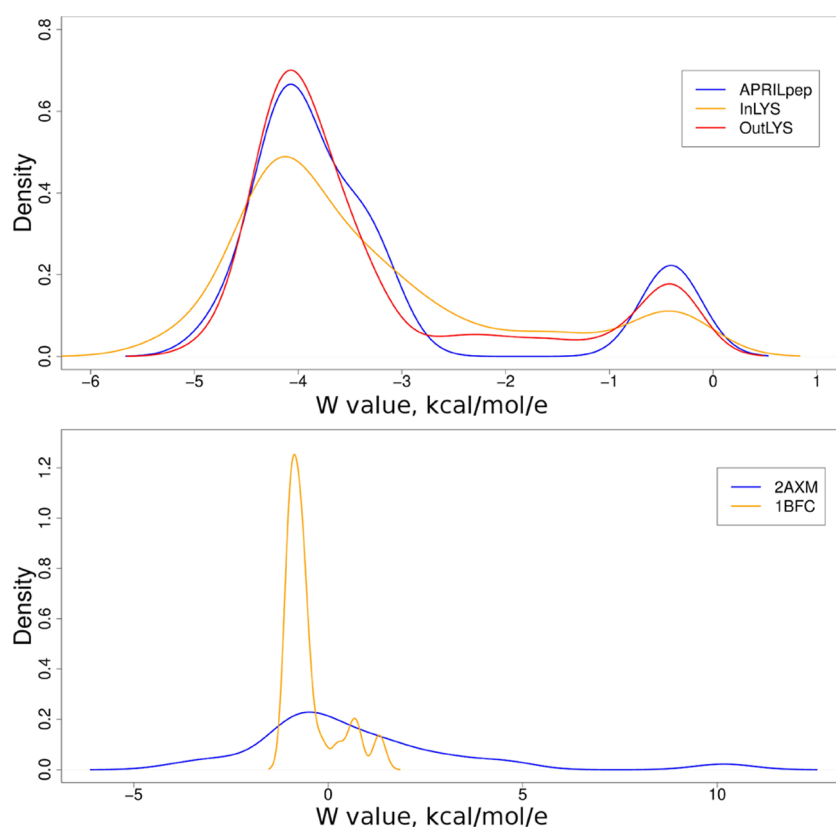 0.8
0.6
0.4
0.2
0.0
Density
APRILpep
InLYS
OutLYS
−6 −5 −4 −3 −2 −1 0 1
W value, kcal/mol/e
1.2
1.0
0.8
0.6
0.4
0.2
0.0
Density
2AXM
1BFC
−5 0 5 10
W value, kcal/mol/e